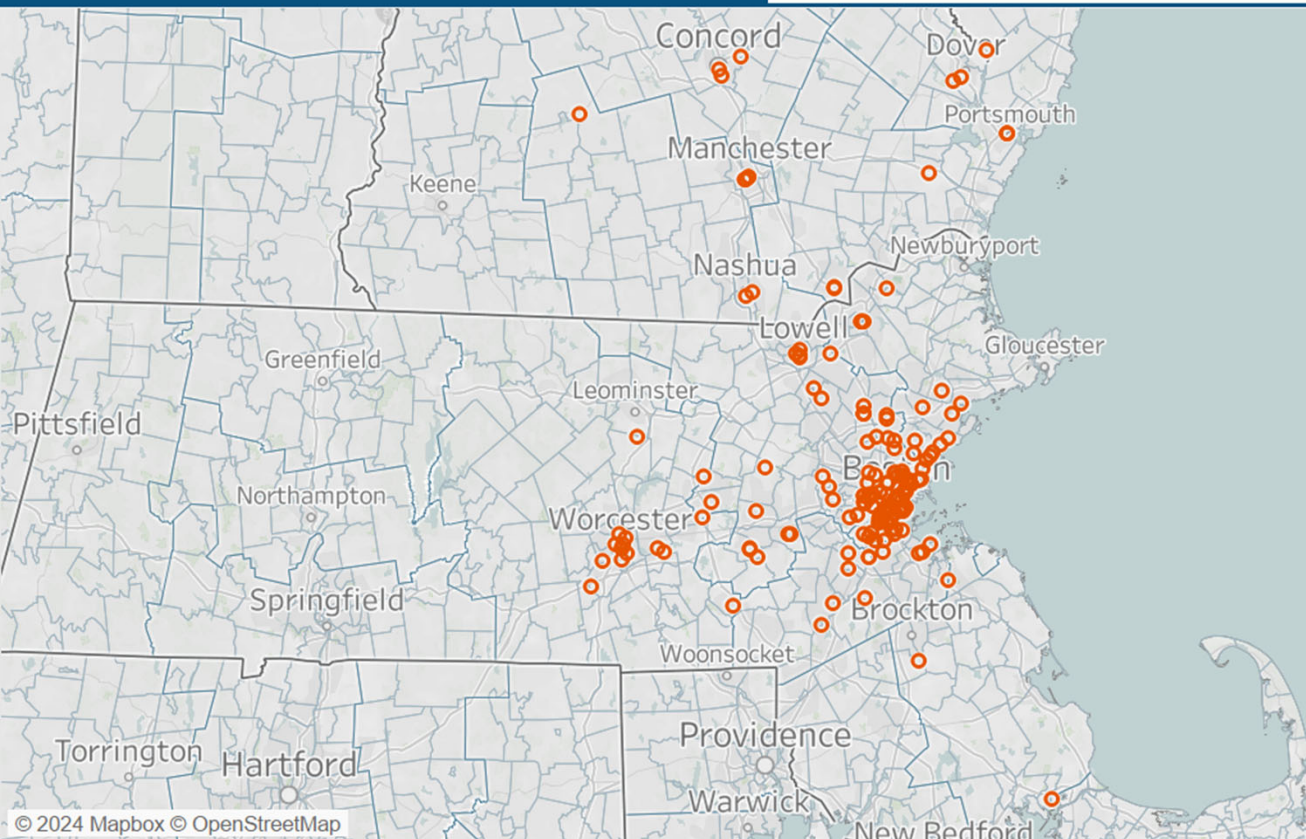 Concord
Dover
Portsmouth
Manchester
Keene
Newburyport
Nashua
Lowell
Gloucester
Greenfield
Leominster
Pittsfield
Boston
Northampton
Worcester
Springfield
Brockton
Woonsocket
Providence
Torrington
Hartford
Warwick
New Bedford
© 2024 Mapbox © OpenStreetMap